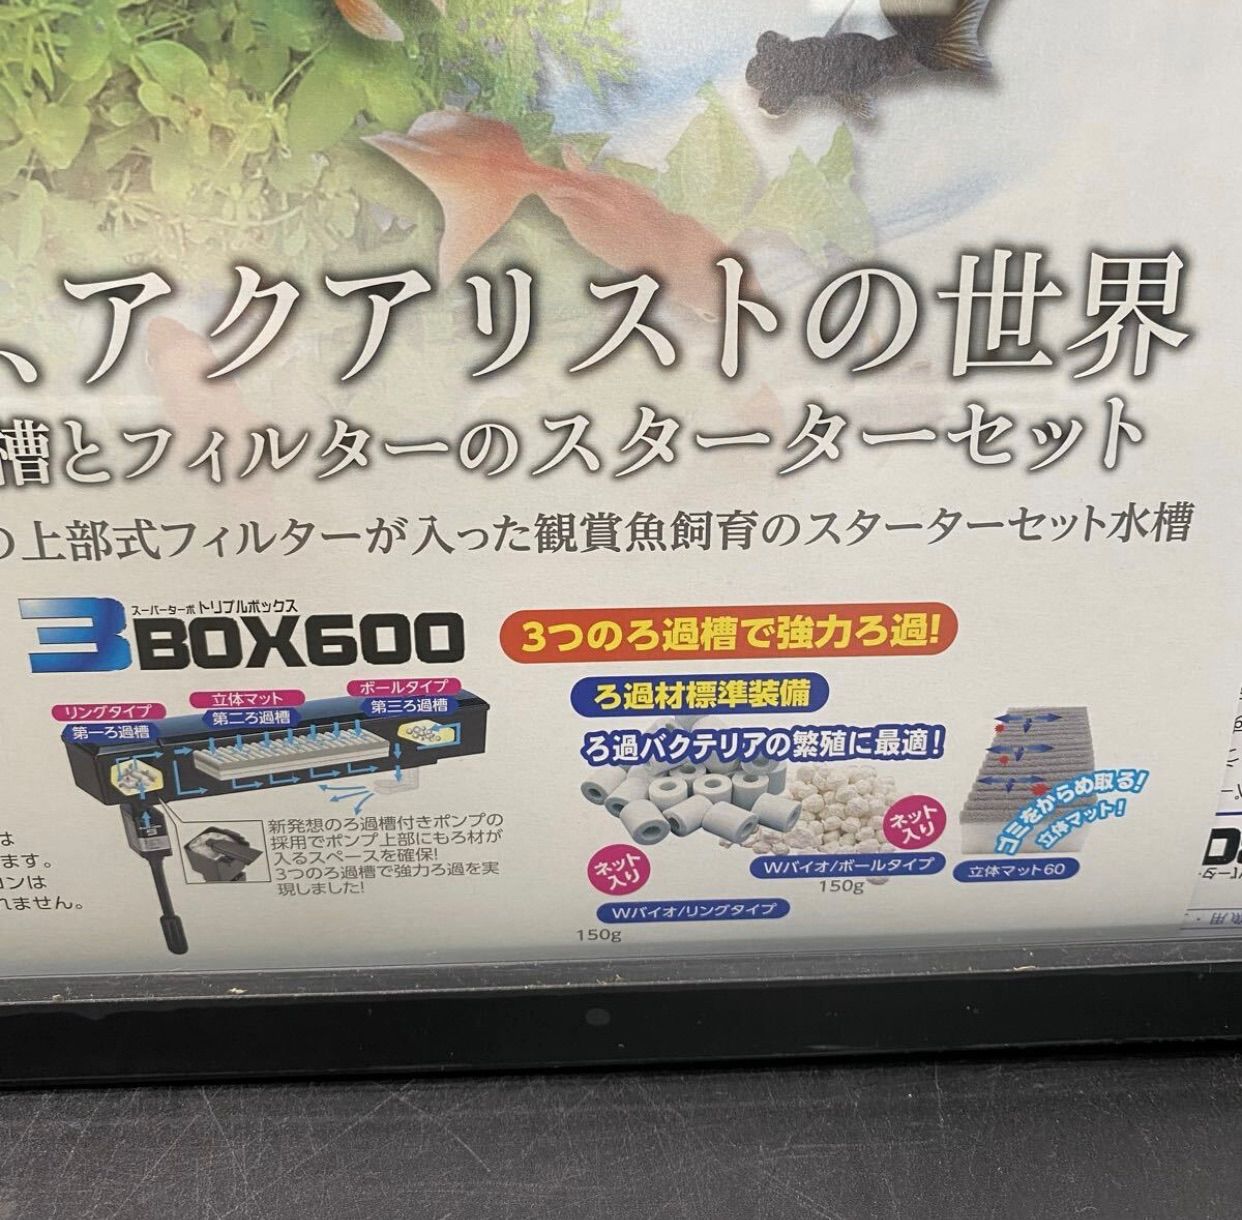 、アクアリストの世界
槽とフィルターのスターターセット
の上部式フィルターが入った観賞魚飼育のスターターセット水槽
スーパーターボ トリプルボックス
3BOX600
3つのろ過槽で強力ろ過!
リングタイプ
第一ろ過槽
立体マット
第二ろ過槽
ボールタイプ
第三ろ過槽
新発想のろ過槽付きポンプの
採用でポンプ上部にもろ材が
入るスペースを確保!
3つのろ過槽で強力ろ過を実
現しました!
ろ過材標準装備
ろ過バクテリアの繁殖に最適!
ネット
入り
Wバイオ/リングタイプ
150g
ネット
入り
Wバイオ/ボールタイプ
150g
ゴミをからめ取る!
立体マット!
立体マット60
は
ます。
ンは
れません。